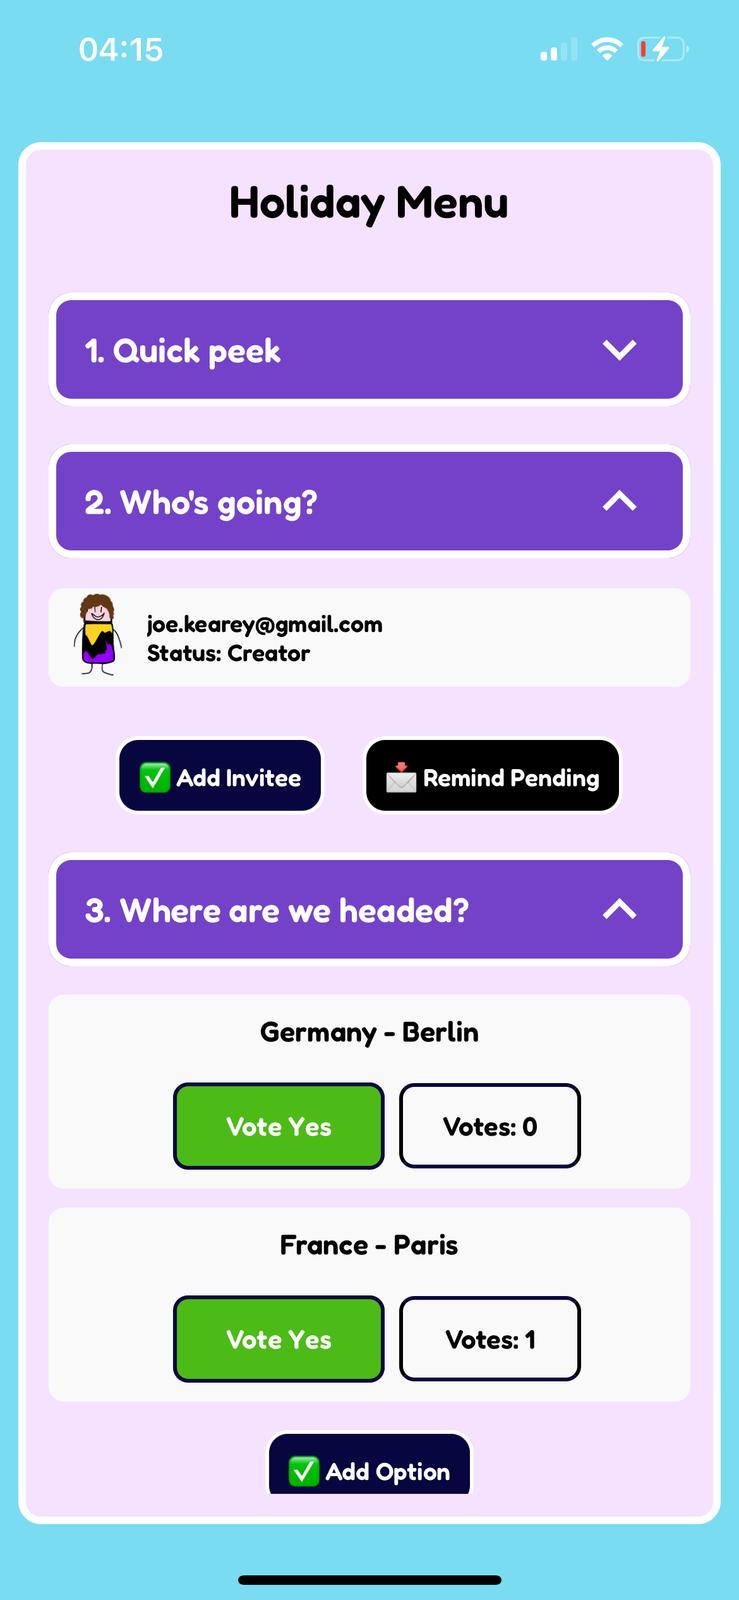 04:15
Holiday Menu
1. Quick peek
2. Who's going?
joe.kearey@gmail.com
Status: Creator
Add Invitee
Remind Pending
3. Where are we headed?
Germany - Berlin
Vote Yes
Votes: 0
France - Paris
Vote Yes
Votes: 1
Add Option